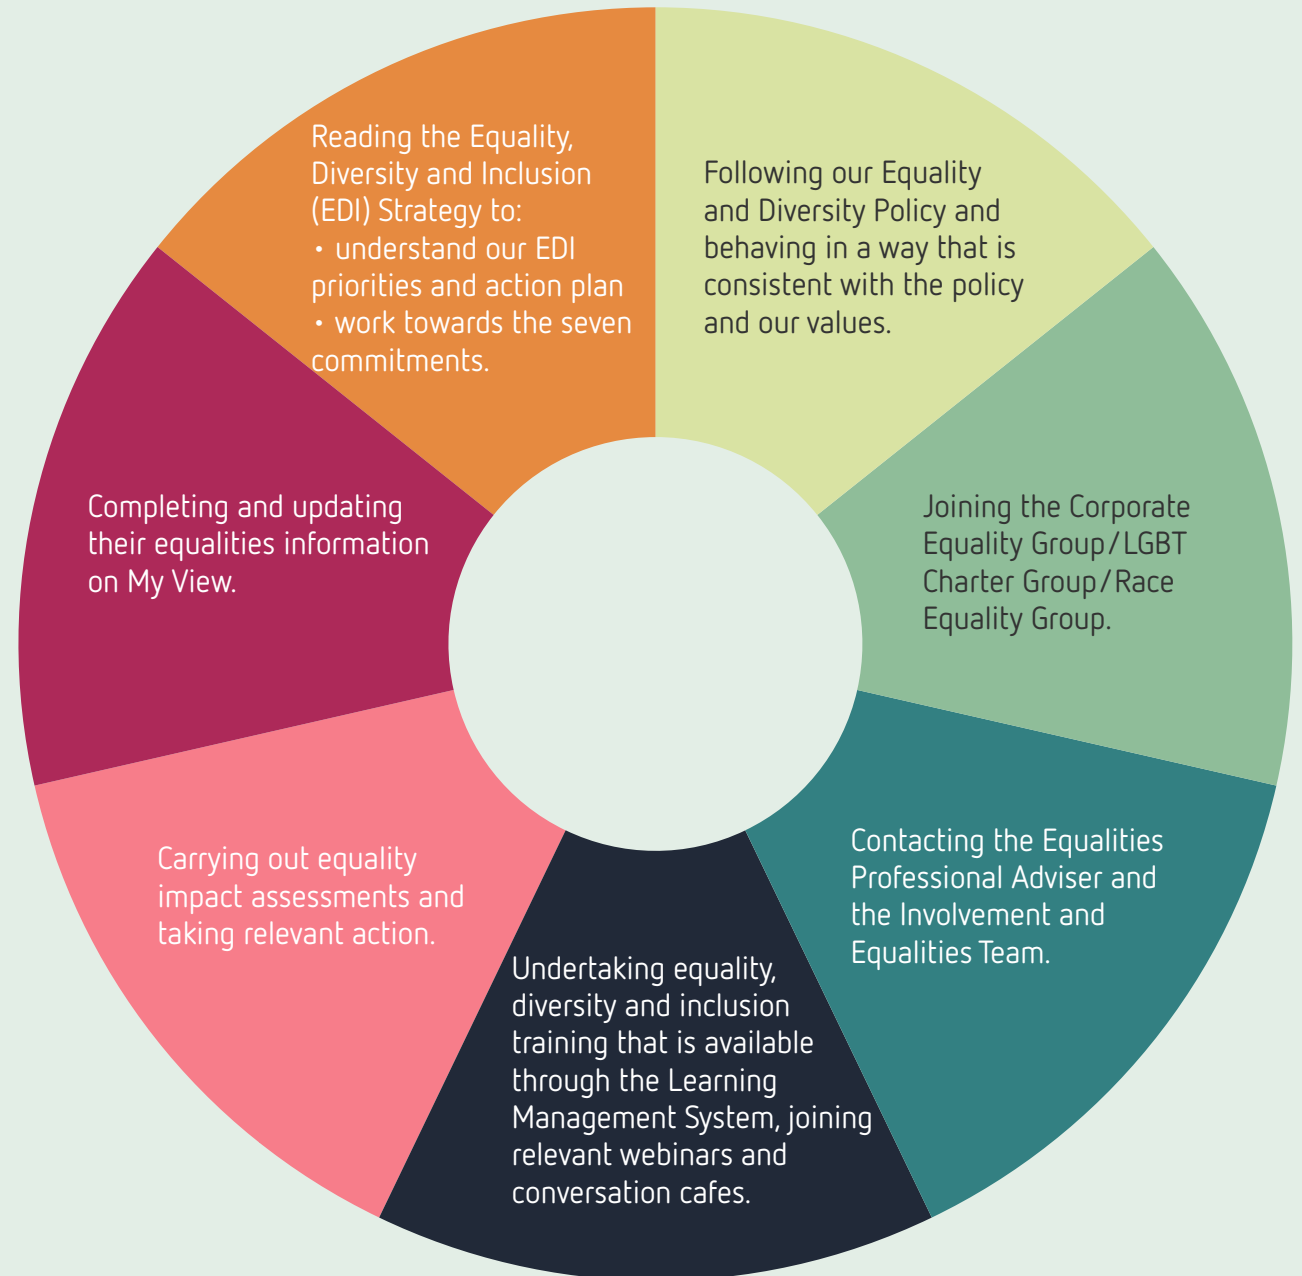 Reading the Equality,
Diversity and Inclusion
(EDI) Strategy to:
• understand our EDI
priorities and action plan
• work towards the seven
commitments.
Following our Equality
and Diversity Policy and
behaving in a way that is
consistent with the policy
and our values.
Joining the Corporate
Equality Group/LGBT
Charter Group/Race
Equality Group.
Contacting the Equalities
Professional Adviser and
the Involvement and
Equalities Team.
Undertaking equality,
diversity and inclusion
training that is available
through the Learning
Management System, joining
relevant webinars and
conversation cafes.
Carrying out equality
impact assessments and
taking relevant action.
Completing and updating
their equalities information
on My View.